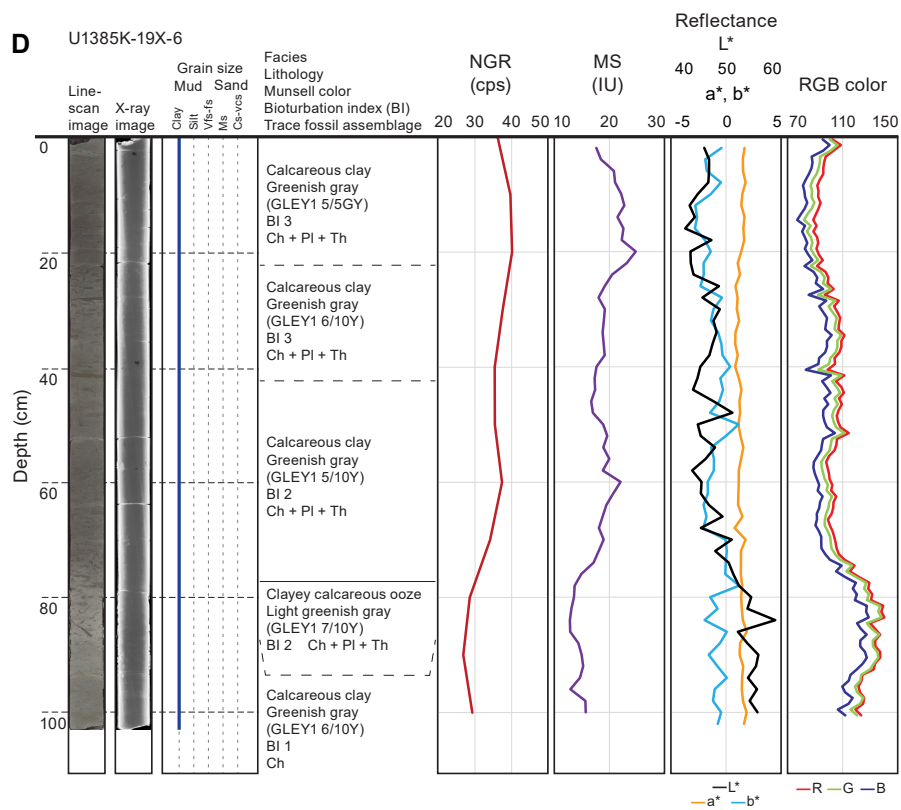 D
U1385K-19X-6
Line-
scan
image
X-ray
image
Grain size
Mud
Sand
Clay
Silt
Vfs-fs
Ms
Cs-vcs
Facies
Lithology
Munsell color
Bioturbation index (BI)
Trace fossil assemblage
NGR
(cps)
20 30 50
MS
(IU)
10 20 30
Reflectance
L*
40 50 60
a*, b*
-5 0 5
RGB color
70 110 150
Depth (cm)
0
20
40
60
80
100
Calcareous clay
Greenish gray
(GLEY1 5/5GY)
BI 3
Ch + Pl + Th
Calcareous clay
Greenish gray
(GLEY1 6/10Y)
BI 3
Ch + Pl + Th
Calcareous clay
Greenish gray
(GLEY1 5/10Y)
BI 2
Ch + Pl + Th
Clayey calcareous ooze
Light greenish gray
(GLEY1 7/10Y)
BI 2 Ch + Pl + Th
Calcareous clay
Greenish gray
(GLEY1 6/10Y)
BI 1
Ch
L*
a* b*
R G B